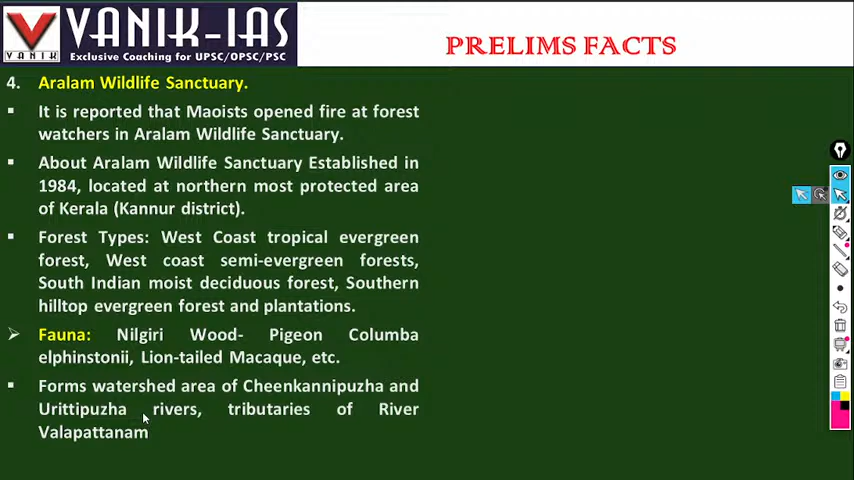 VANIK-IAS
VANIK
Exclusive Coaching for UPSC/OPSC/PSC
PRELIMS FACTS
4. Aralam Wildlife Sanctuary.
▪ It is reported that Maoists opened fire at forest
watchers in Aralam Wildlife Sanctuary.
▪ About Aralam Wildlife Sanctuary Established in
1984, located at northern most protected area
of Kerala (Kannur district).
▪ Forest Types: West Coast tropical evergreen
forest, West coast semi-evergreen forests,
South Indian moist deciduous forest, Southern
hilltop evergreen forest and plantations.
➢ Fauna: Nilgiri Wood- Pigeon Columba
elphinstonii, Lion-tailed Macaque, etc.
▪ Forms watershed area of Cheenkannipuzha and
Urittipuzha rivers, tributaries of River
Valapattanam